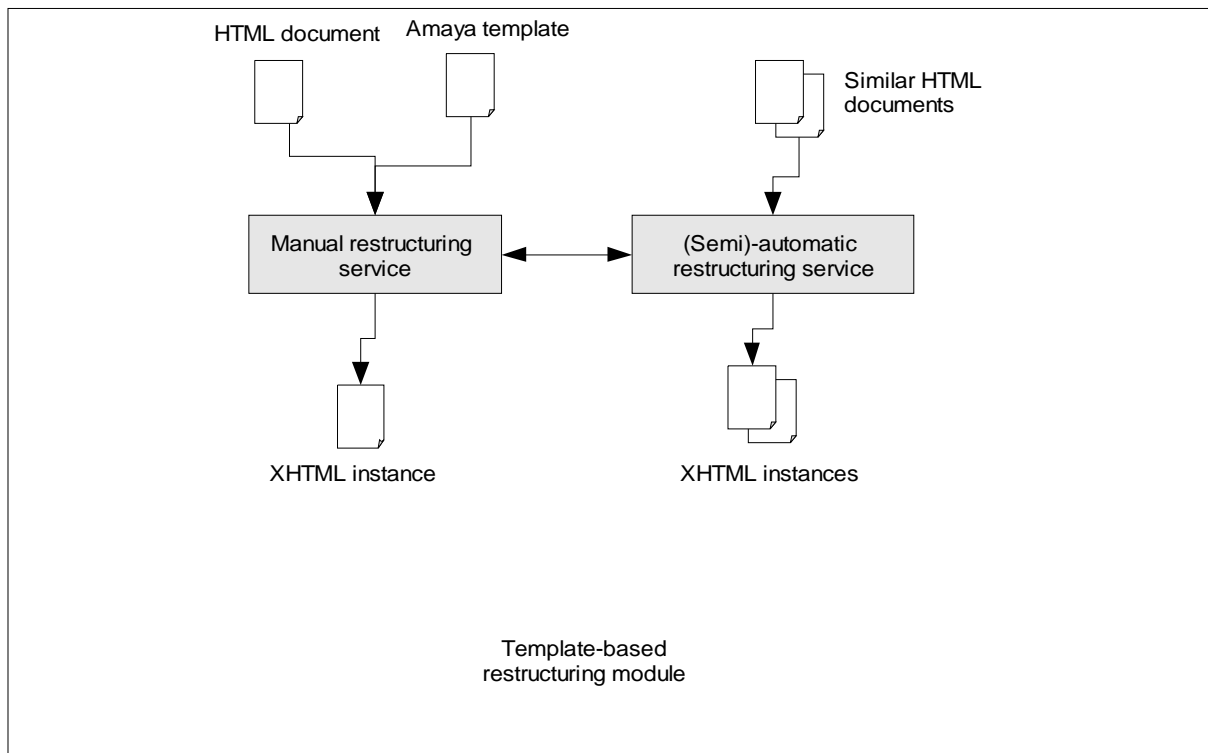 HTML document
Amaya template
Similar HTML
documents
Manual restructuring
service
(Semi)-automatic
restructuring service
XHTML instance
XHTML instances
Template-based
restructuring module